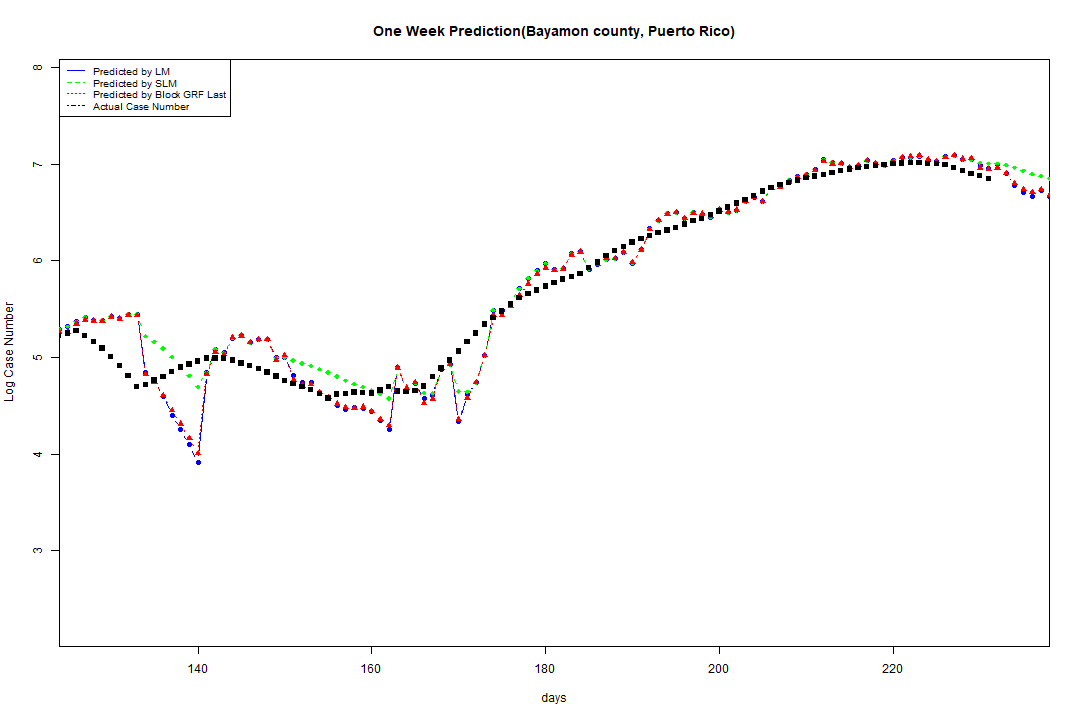 One Week Prediction(Bayamon county, Puerto Rico)
Predicted by LM
Predicted by SLM
Predicted by Block GRF Last
Actual Case Number
8
7
6
5
4
3
Log Case Number
140 160 180 200 220
days